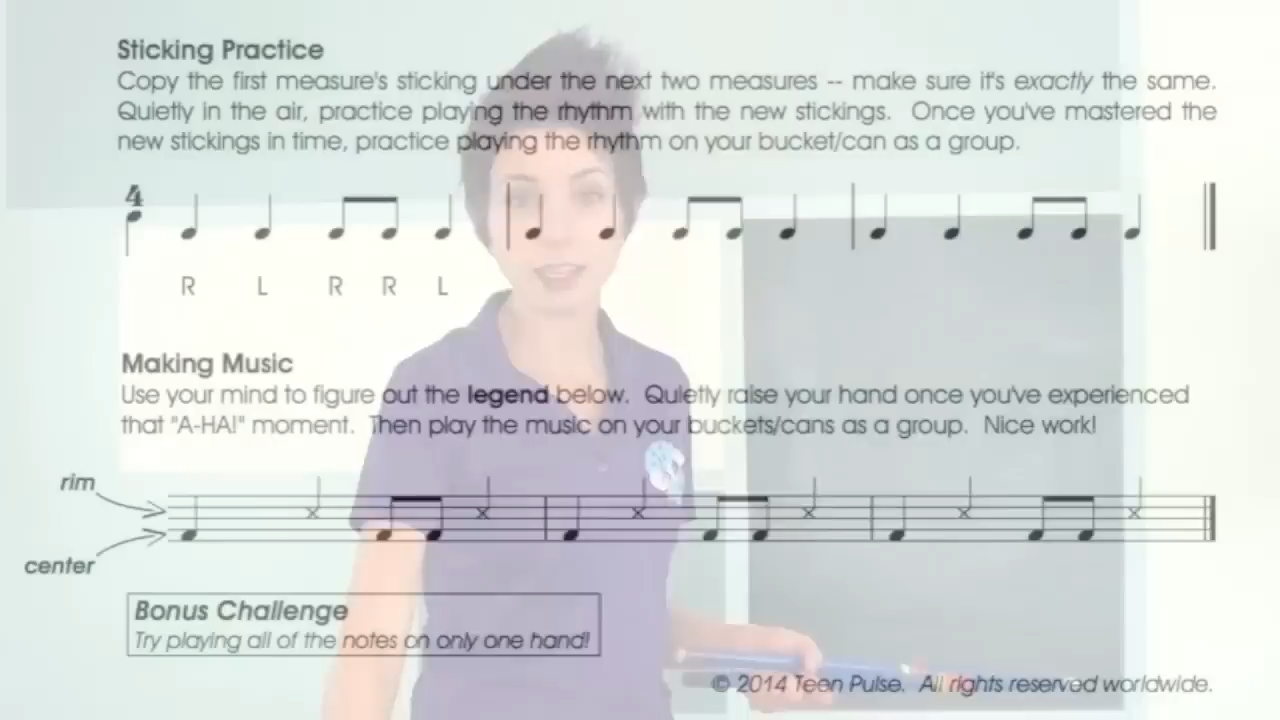 Sticking Practice
Copy the first measure's sticking under the next two measures -- make sure it's exactly the same.
Quietly in the air, practice playing the rhythm with the new stickings. Once you've mastered the
new stickings in time, practice playing the rhythm on your bucket/can as a group.
4
R L R R L
Making Music
Use your mind to figure out the legend below. Quietly raise your hand once you've experienced
that "A-HA!" moment. Then play the music on your buckets/cans as a group. Nice work!
rim
center
Bonus Challenge
Try playing all of the notes on only one hand!
© 2014 Teen Pulse. All rights reserved worldwide.